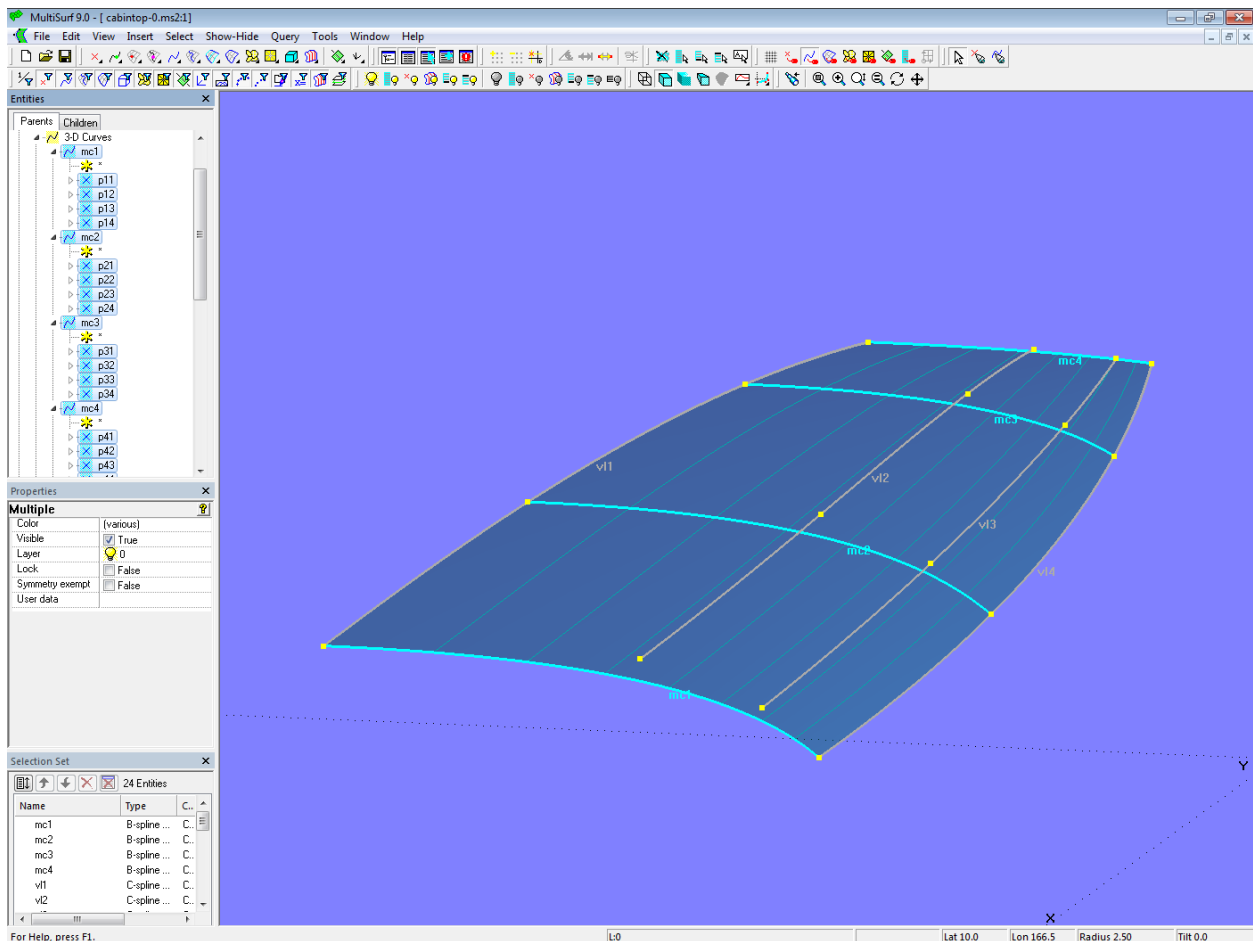 MultiSurf 9.0 - [ cabintop-0.ms2:1]
File Edit View Insert Select Show-Hide Query Tools Window Help
Entities
Parents Children
3-D Curves
mc1
*
p11
p12
p13
p14
mc2
*
p21
p22
p23
p24
mc3
*
p31
p32
p33
p34
mc4
*
p41
p42
p43
Properties
Multiple
Color (various)
Visible True
Layer 0
Lock False
Symmetry exempt False
User data
Selection Set
24 Entities
Name Type C..
mc1 B-spline ... C..
mc2 B-spline ... C..
mc3 B-spline ... C..
mc4 B-spline ... C..
vl1 C-spline ... C..
vl2 C-spline ... C..
mc4
mc3
vl1
vl2
vl3
mc2
vl4
mc1
Y
X
For Help, press F1.
L:0
Lat 10.0 Lon 166.5 Radius 2.50 Tilt 0.0